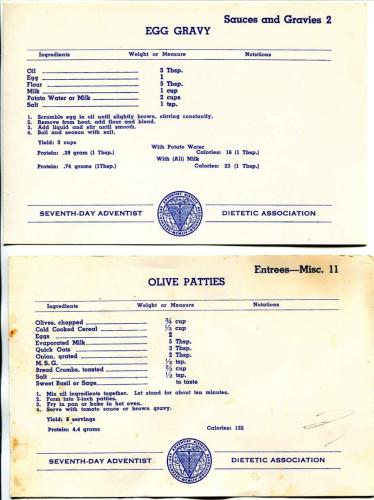 Sauces and Gravies 2
EGG GRAVY
Ingredients Weight or Measure Notations
Oil 3 Tbsp.
Egg 1
Flour 5 Tbsp.
Milk 1 cup
Potato Water or Milk 2 cups
Salt 1 tsp.
1. Scramble egg in oil until slightly brown, stirring constantly.
2. Remove from heat, add flour and blend.
3. Add liquid and stir until smooth.
4. Boil and season with salt.
Yield: 3 cups
With Potato Water
Protein: .39 gram (1 Tbsp.) Calories: 16 (1 Tbsp.)
With (All) Milk
Protein: .74 grams (1Tbsp.) Calories: 23 (1 Tbsp.)
SEVENTH-DAY ADVENTIST DIETETIC ASSOCIATION
Entrees—Misc. 11
OLIVE PATTIES
Ingredients Weight or Measure Notations
Olives, chopped ¾ cup
Cold Cooked Cereal cup
Eggs 2
Evaporated Milk 5 Tbsp.
Quick Oats 3 Tbsp.
Onion, grated 2 Tbsp.
M. S. G. ½ tsp.
Bread Crumbs, toasted cup
Salt ½ tsp.
Sweet Basil or Sage to taste
1. Mix all ingredients together. Let stand for about ten minutes.
2. Form into 3-inch patties.
3. Fry in pan or bake in hot oven.
4. Serve with tomato sauce or brown gravy.
Yield: 8 servings
Protein: 4.4 grams Calories: 132
SEVENTH-DAY ADVENTIST DIETETIC ASSOCIATION